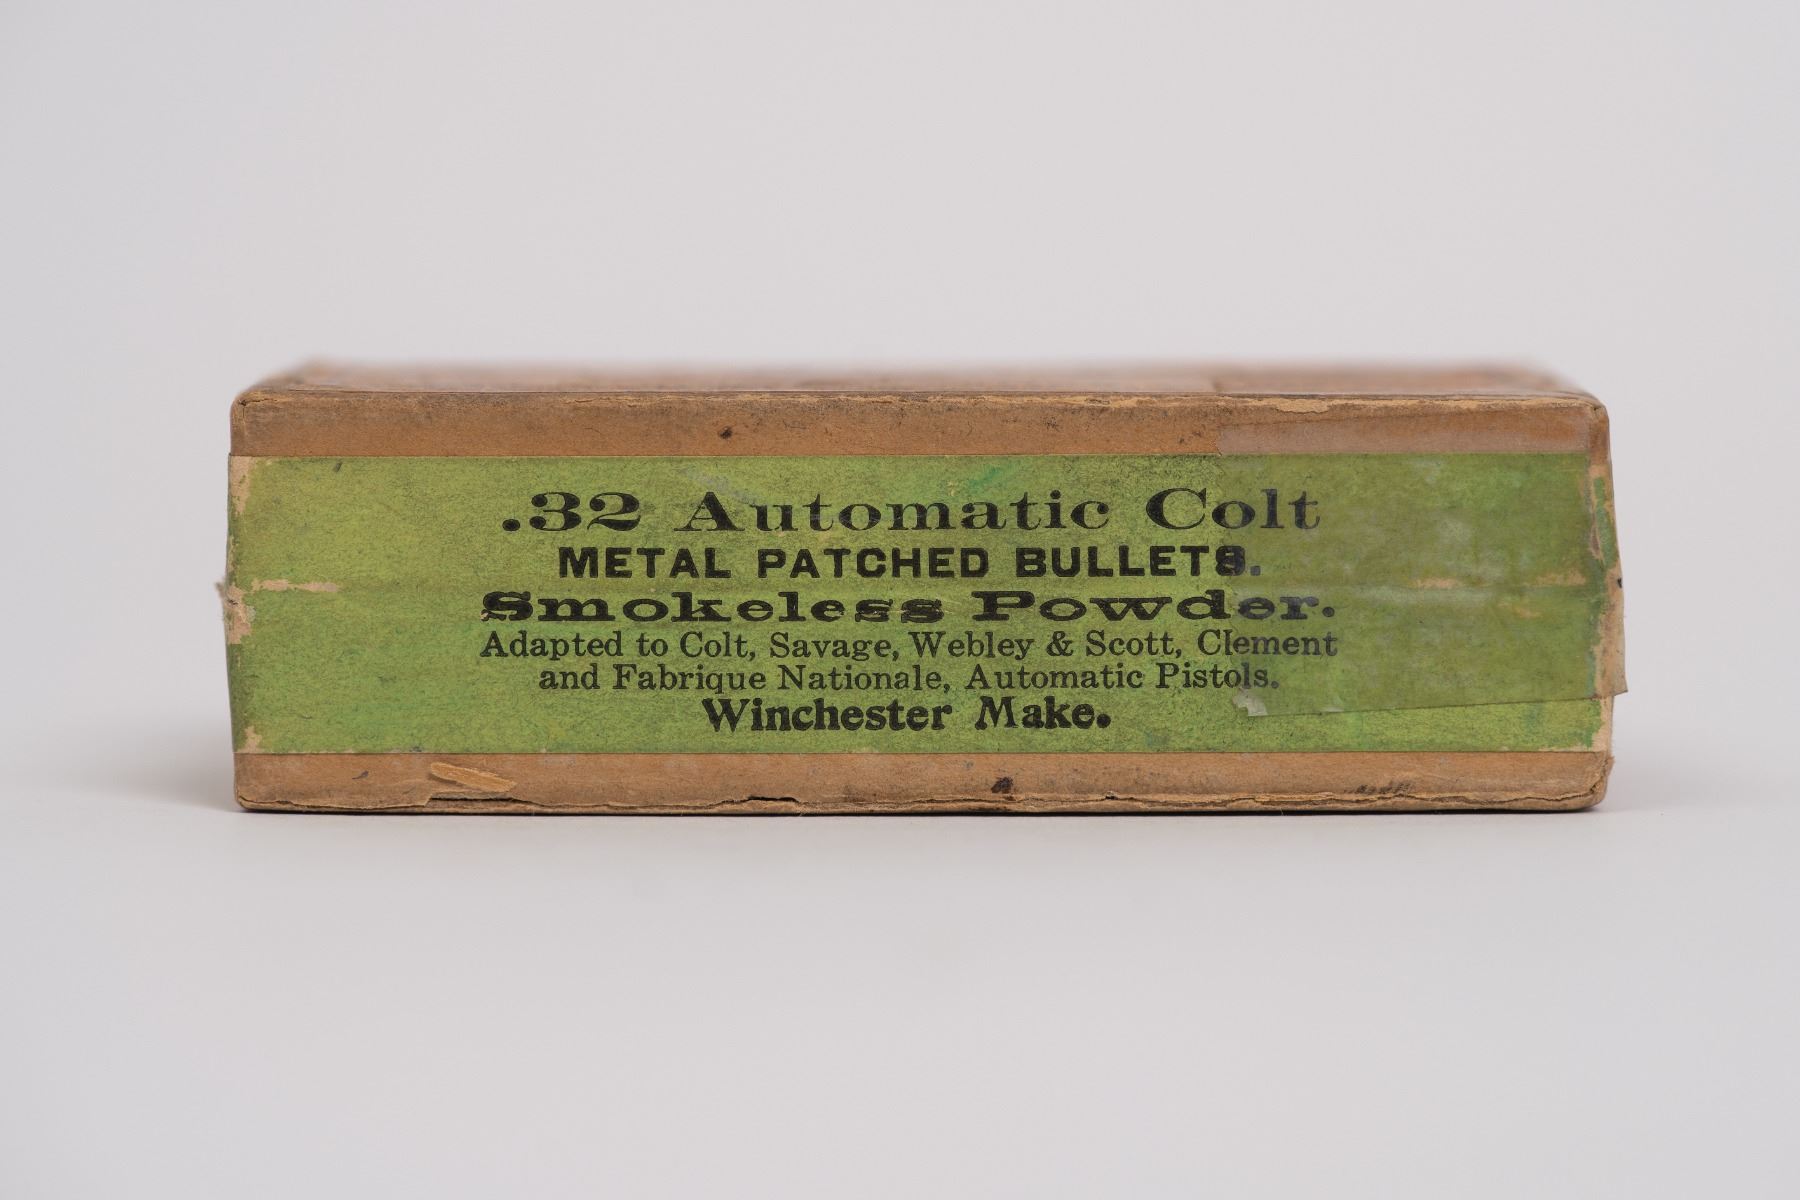 .32 Automatic Colt
METAL PATCHED BULLETS.
Smokeless Powder.
Adapted to Colt, Savage, Webley & Scott, Clement
and Fabrique Nationale, Automatic Pistols.
Winchester Make.